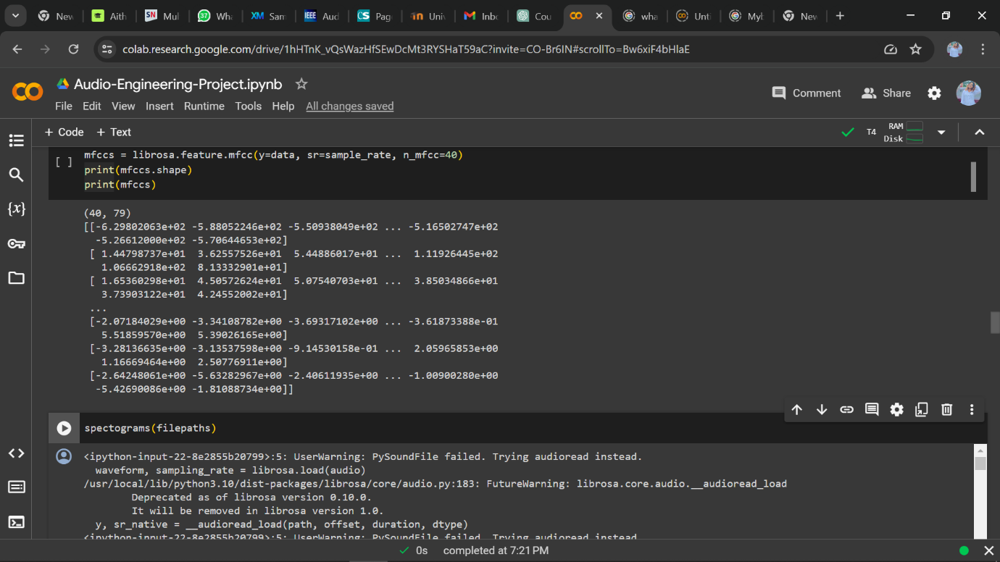 New
Aith
SN Mul
37 Wha
XM Sam
IEEE Aud
CS Page
in Univ
Inbo
Cou
wha
Unti
Myb
New
colab.research.google.com/drive/1hHTnK_vQsWazHfSEwDcMt3RYSHaT59aC?invite=CO-Br6IN#scrollTo=Bw6xiF4bHlaE
Audio-Engineering-Project.ipynb
Comment Share
File Edit View Insert Runtime Tools Help All changes saved
+ Code + Text
T4 RAM
Disk
[ ] mfccs = librosa.feature.mfcc(y=data, sr=sample_rate, n_mfcc=40)
print(mfccs.shape)
print(mfccs)
(40, 79)
[[-6.29802063e+02 -5.88052246e+02 -5.50938049e+02 ... -5.16502747e+02
-5.26612000e+02 -5.70644653e+02]
[ 1.44798737e+01 3.62557526e+01 5.44886017e+01 ... 1.11926445e+02
1.06662918e+02 8.13332901e+01]
[ 1.65360298e+01 4.50572624e+01 5.07540703e+01 ... 3.85034866e+01
3.73903122e+01 4.24552002e+01]
...
[-2.07184029e+00 -3.34108782e+00 -3.69317102e+00 ... -3.61873388e-01
5.51859570e+00 5.39026165e+00]
[-3.28136635e+00 -3.13537598e+00 -9.14530158e-01 ... 2.05965853e+00
1.16669464e+00 2.50776911e+00]
[-2.64248061e+00 -5.63282967e+00 -2.40611935e+00 ... -1.00900280e+00
-5.42690086e+00 -1.81088734e+00]]
spectograms(filepaths)
<ipython-input-22-8e2855b20799>:5: UserWarning: PySoundFile failed. Trying audioread instead.
waveform, sampling_rate = librosa.load(audio)
/usr/local/lib/python3.10/dist-packages/librosa/core/audio.py:183: FutureWarning: librosa.core.audio.__audioread_load
Deprecated as of librosa version 0.10.0.
It will be removed in librosa version 1.0.
y, sr_native = __audioread_load(path, offset, duration, dtype)
<ipython-input-22-8e2855b20799>:5: UserWarning: PySoundFile failed. Trying audioread instead.
0s completed at 7:21 PM